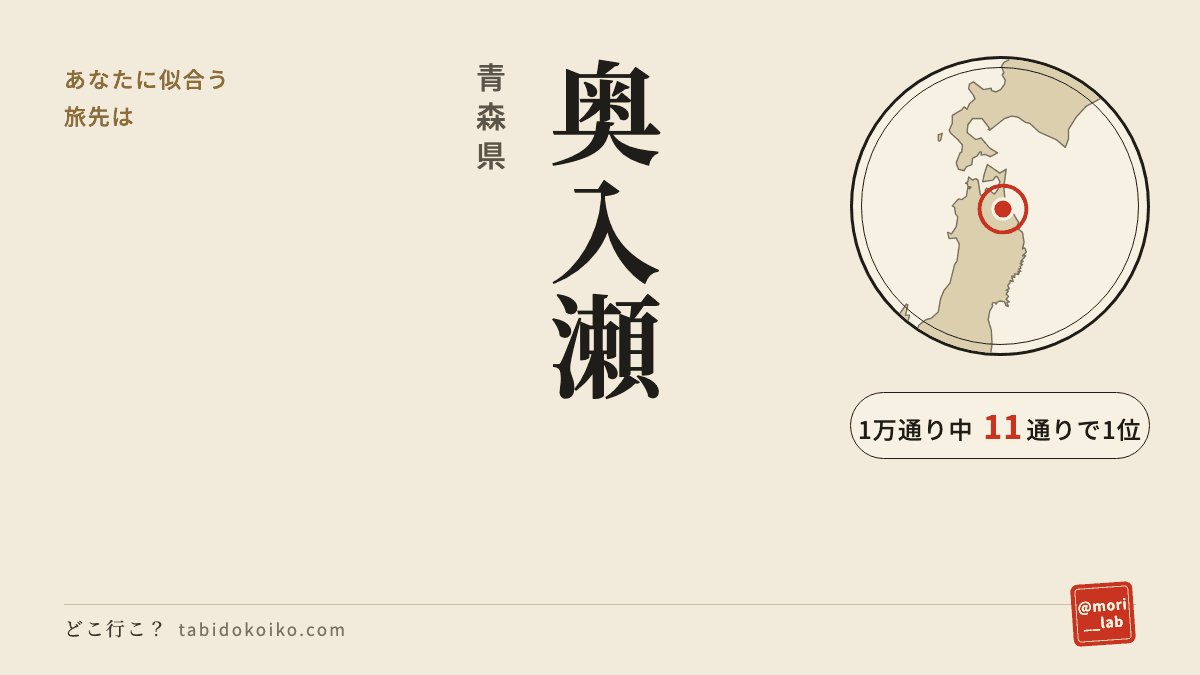 あなたに似合う
旅先は
奥入瀬
青森県
1万通り中 11通りで1位
どこ行こ? tabidokoiko.com
@mori
__lab